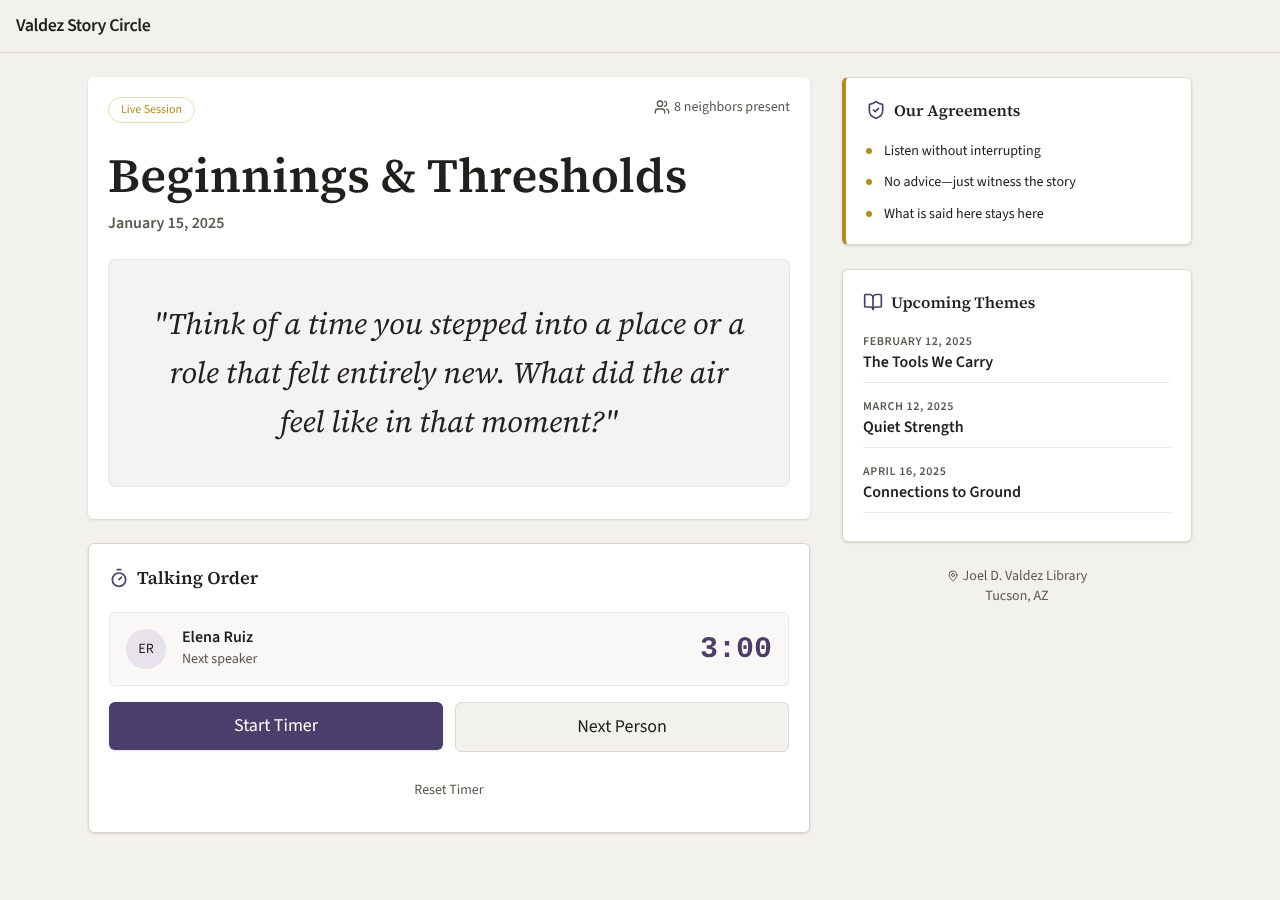 Valdez Story Circle
Live Session
8 neighbors present
Beginnings & Thresholds
January 15, 2025
"Think of a time you stepped into a place or a
role that felt entirely new. What did the air
feel like in that moment?"
Talking Order
ER
Elena Ruiz
Next speaker
3:00
Start Timer
Next Person
Reset Timer
Our Agreements
Listen without interrupting
No advice—just witness the story
What is said here stays here
Upcoming Themes
FEBRUARY 12, 2025
The Tools We Carry
MARCH 12, 2025
Quiet Strength
APRIL 16, 2025
Connections to Ground
Joel D. Valdez Library
Tucson, AZ